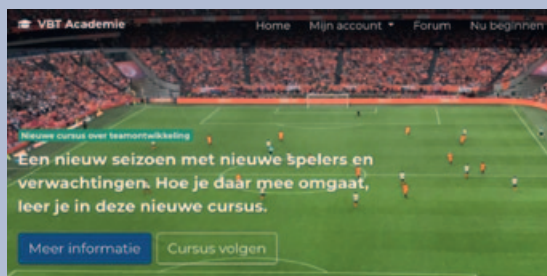 VBT Academie
Home Mijn account Forum Nu beginnen
Nieuwe cursus over teamontwikkeling
Een nieuw seizoen met nieuwe spelers en
verwachtingen. Hoe je daar mee omgaat,
leer je in deze nieuwe cursus.
Meer informatie Cursus volgen